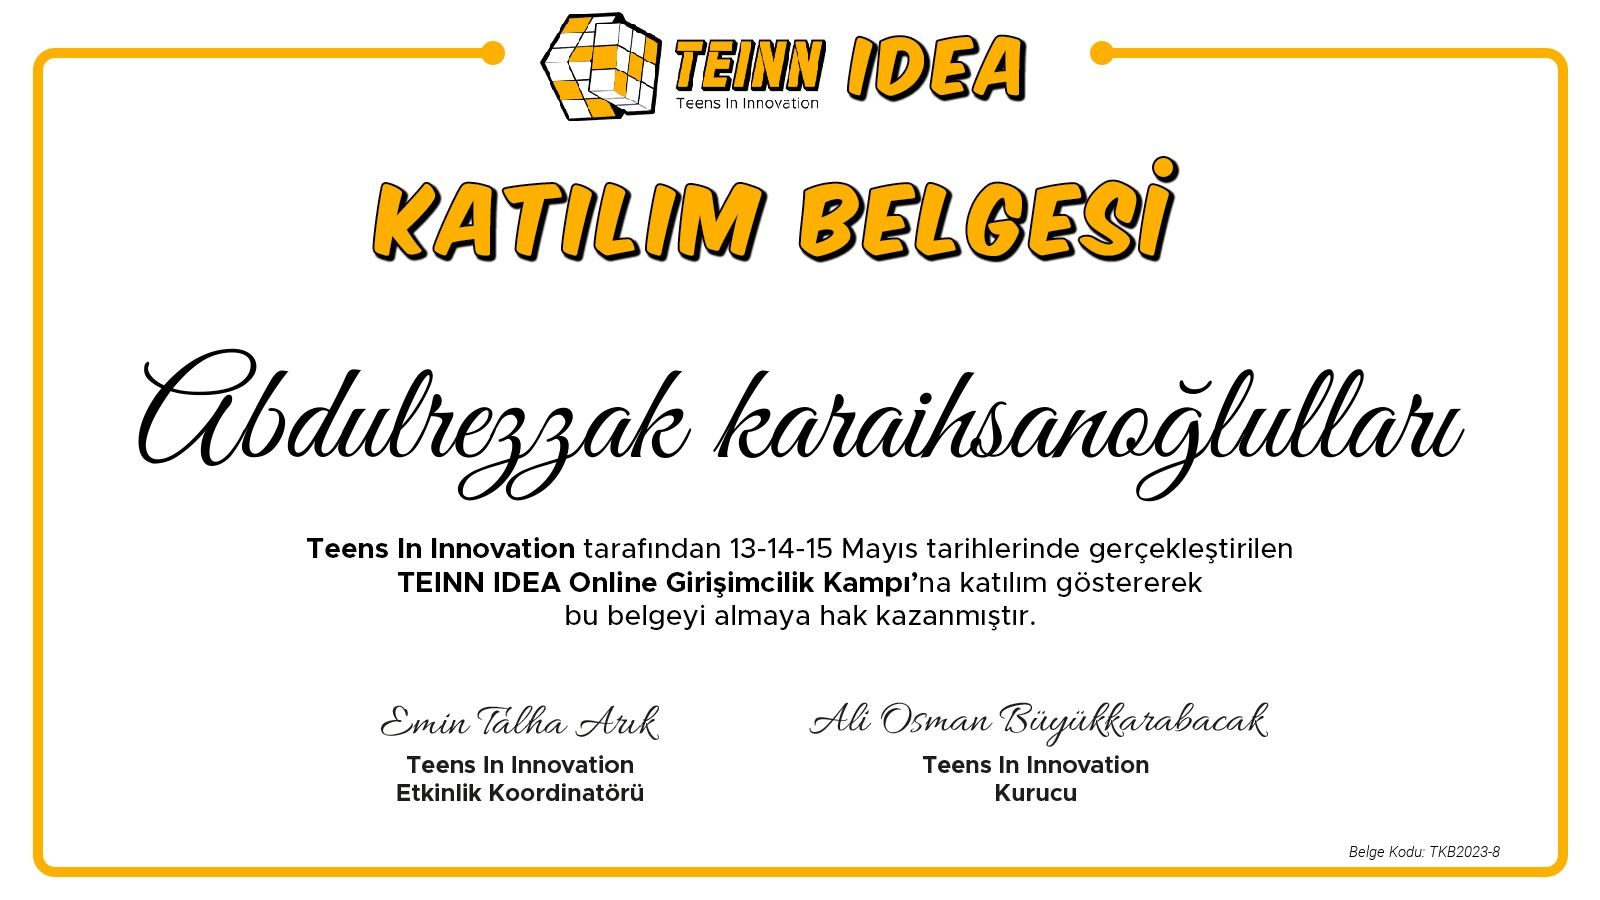 TEINN IDEA
Teens In Innovation
KATILIM BELGESİ
Abdulrezzak karaihsanoğlulları
Teens In Innovation tarafından 13-14-15 Mayıs tarihlerinde gerçekleştirilen
TEINN IDEA Online Girişimcilik Kampı’na katılım göstererek
bu belgeyi almaya hak kazanmıştır.
Emin Talha Arık
Teens In Innovation
Etkinlik Koordinatörü
Ali Osman Büyükkarabacak
Teens In Innovation
Kurucu
Belge Kodu: TKB2023-8